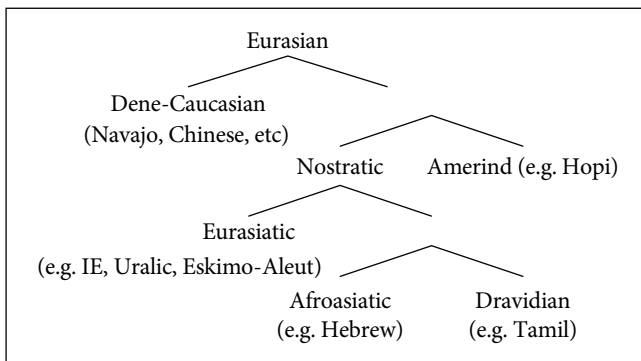 Eurasian
Dene-Caucasian
(Navajo, Chinese, etc)
Nostratic Amerind (e.g. Hopi)
Eurasiatic
(e.g. IE, Uralic, Eskimo-Aleut)
Afroasiatic Dravidian
(e.g. Hebrew) (e.g. Tamil)